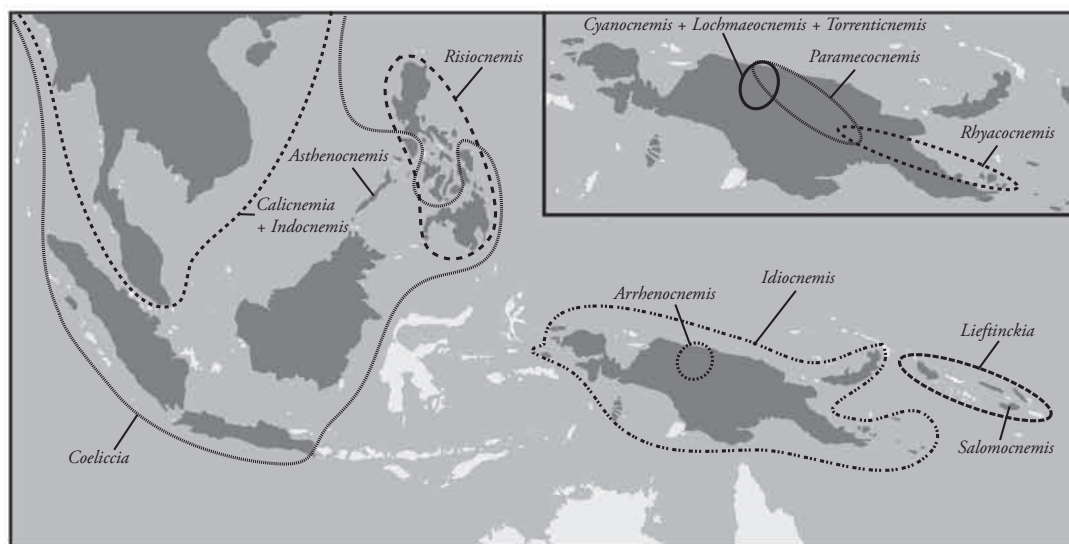 Cyanocnemis + Lochmaeocnemis + Torrenticnemis
Risiocnemis
Paramecocnemis
Rhyacocnemis
Asthenocnemis
Calicnemia
+ Indocnemis
Idiocnemis
Arrhenocnemis
Lieftinckia
Salomocnemis
Coeliccia